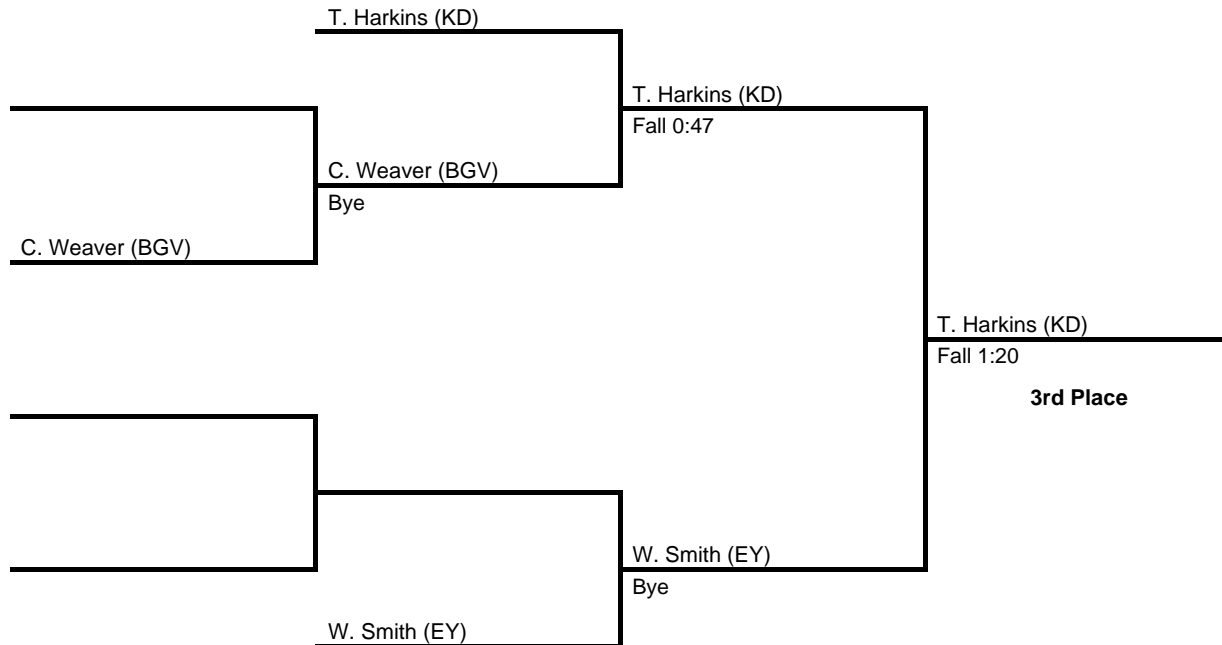 T. Harkins (KD)
T. Harkins (KD)
Fall 0:47
C. Weaver (BGV)
Bye
C. Weaver (BGV)
T. Harkins (KD)
Fall 1:20
3rd Place
W. Smith (EY)
Bye
W. Smith (EY)